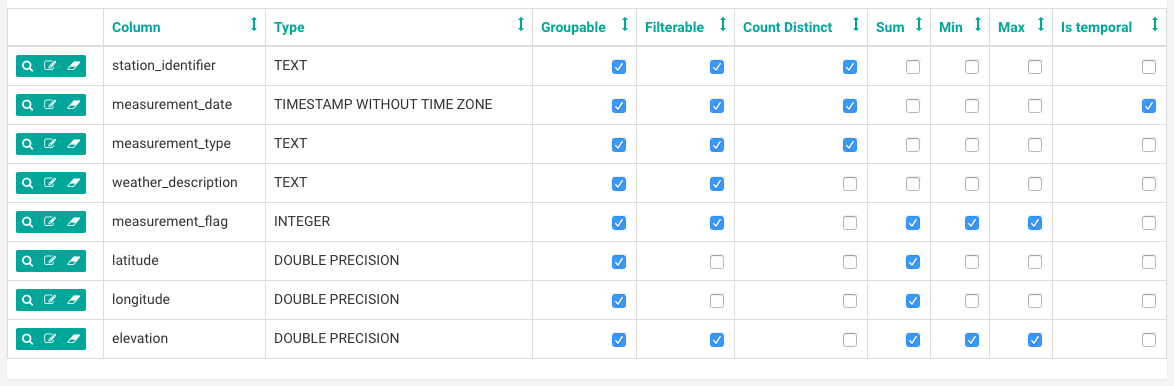 Column Type Groupable Filterable Count Distinct Sum Min Max Is temporal
station_identifier TEXT
measurement_date TIMESTAMP WITHOUT TIME ZONE
measurement_type TEXT
weather_description TEXT
measurement_flag INTEGER
latitude DOUBLE PRECISION
longitude DOUBLE PRECISION
elevation DOUBLE PRECISION